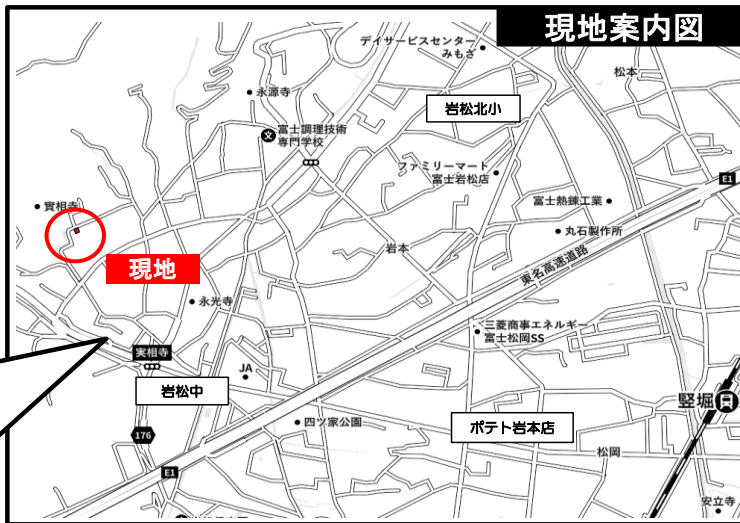 現地案内図
デイサービスセンター
みもざ
松本
永源寺
岩松北小
富士調理技術
専門学校
ファミリーマート
富士岩松店
E1
實相寺
富士熱錬工業
丸石製作所
岩本
東名高速道路
現地
永光寺
三菱商事エネルギー
富士松岡SS
実相寺
JA
岩松中
竪堀
四ツ家公園
ポテト岩本店
176
松岡
E1
安立寺